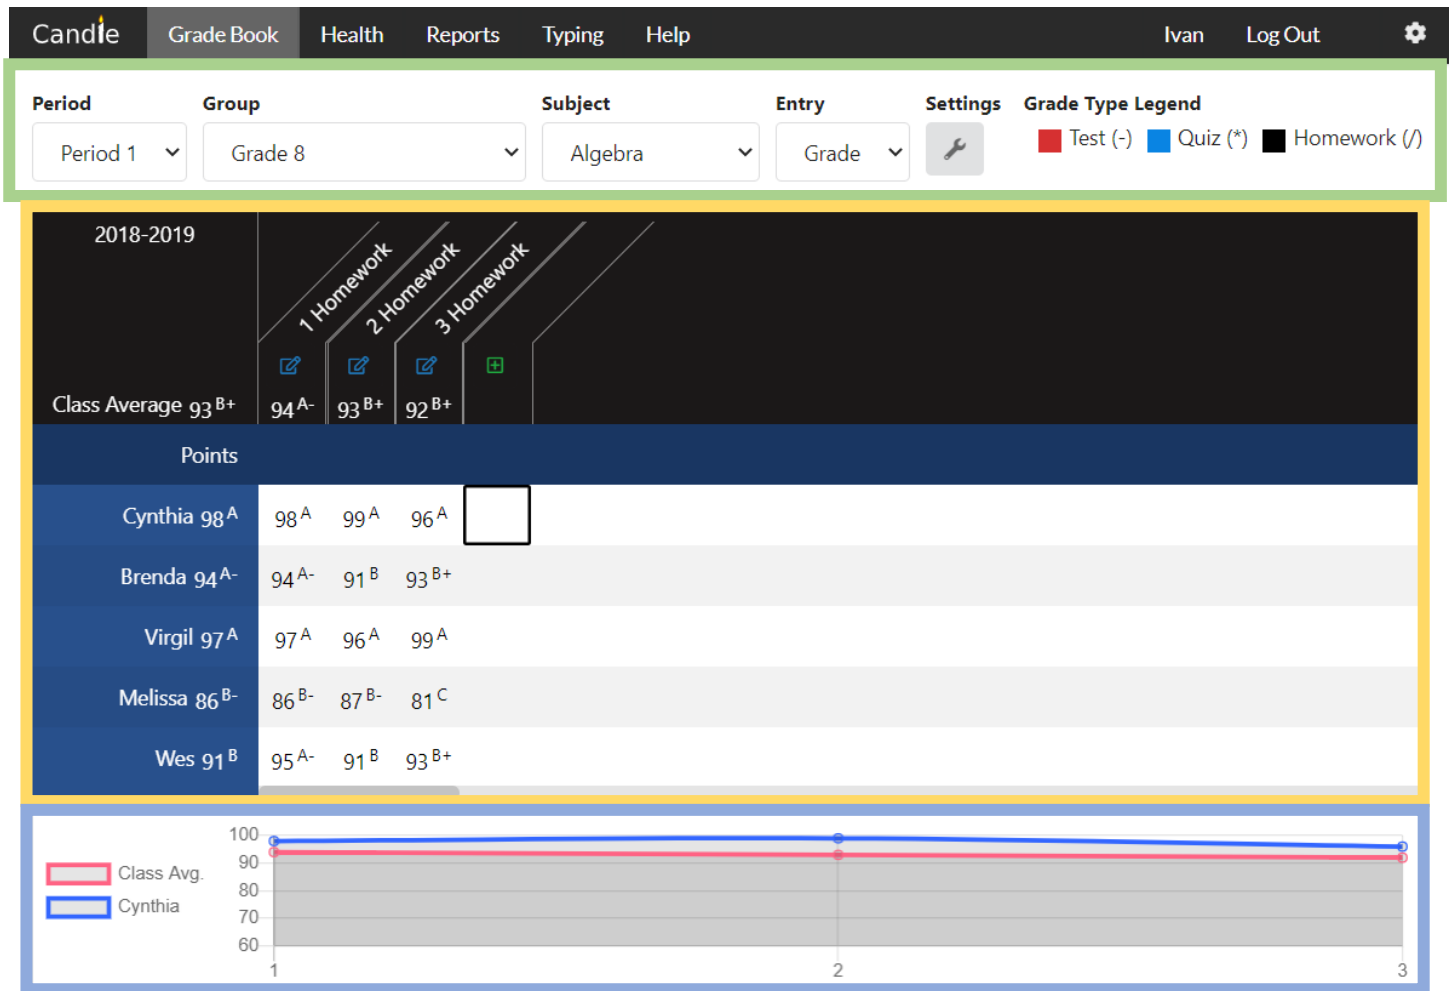 Candle Grade Book Health Reports Typing Help Ivan Log Out
Period Group Subject Entry Settings Grade Type Legend
Period 1 Grade 8 Algebra Grade Test (-) Quiz (*) Homework (/)
2018-2019
1 Homework
2 Homework
3 Homework
Class Average 93 B+ 94 A- 93 B+ 92 B+
Points
Cynthia 98 A 98 A 99 A 96 A
Brenda 94 A- 94 A- 91 B 93 B+
Virgil 97 A 97 A 96 A 99 A
Melissa 86 B- 86 B- 87 B- 81 C
Wes 91 B 95 A- 91 B 93 B+
100
90
Class Avg.
80
Cynthia
70
60
1 2 3